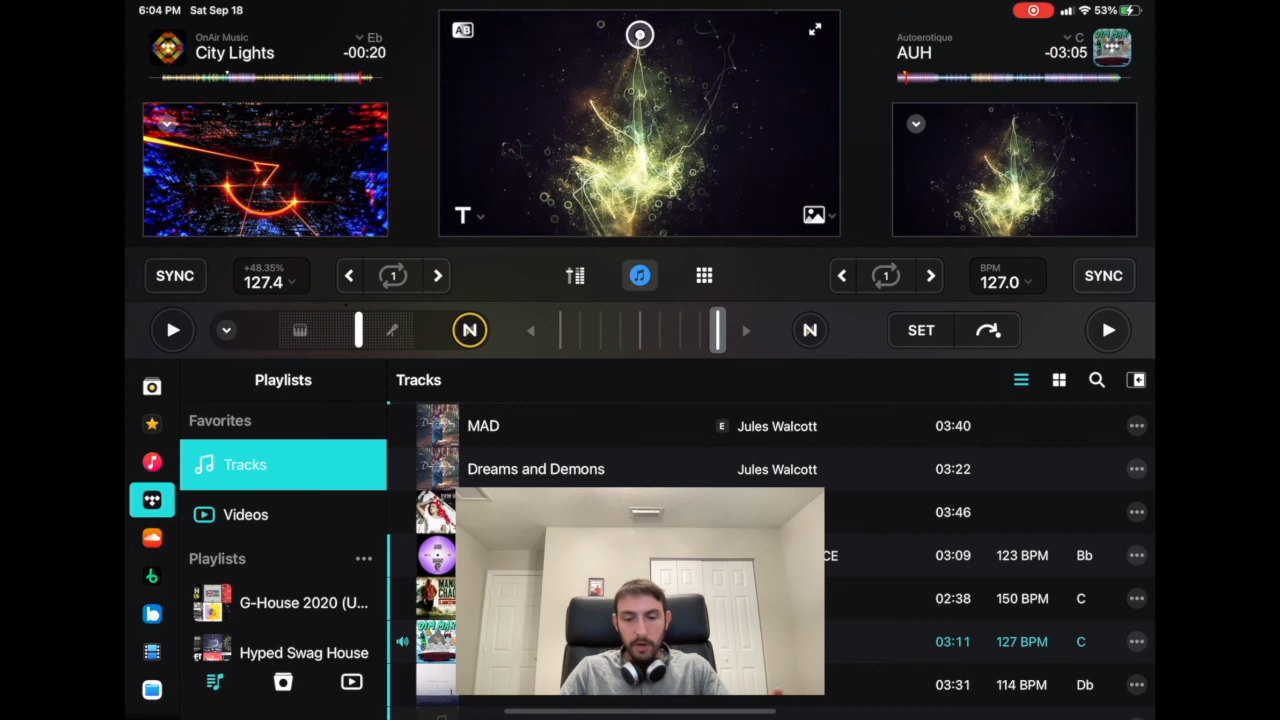 6:04 PM Sat Sep 18
53%
AB
OnAir Music
Eb
City Lights
-00:20
Autoerotique
C
AUH
-03:05
T
SYNC
+48.35%
127.4
1
1
BPM
127.0
SYNC
N
N
SET
Playlists
Tracks
Favorites
Tracks
Videos
Playlists
G-House 2020 (U...
Hyped Swag House
MAD
E Jules Walcott
03:40
Dreams and Demons
Jules Walcott
03:22
03:46
CE
03:09 123 BPM Bb
02:38 150 BPM C
03:11 127 BPM C
03:31 114 BPM Db